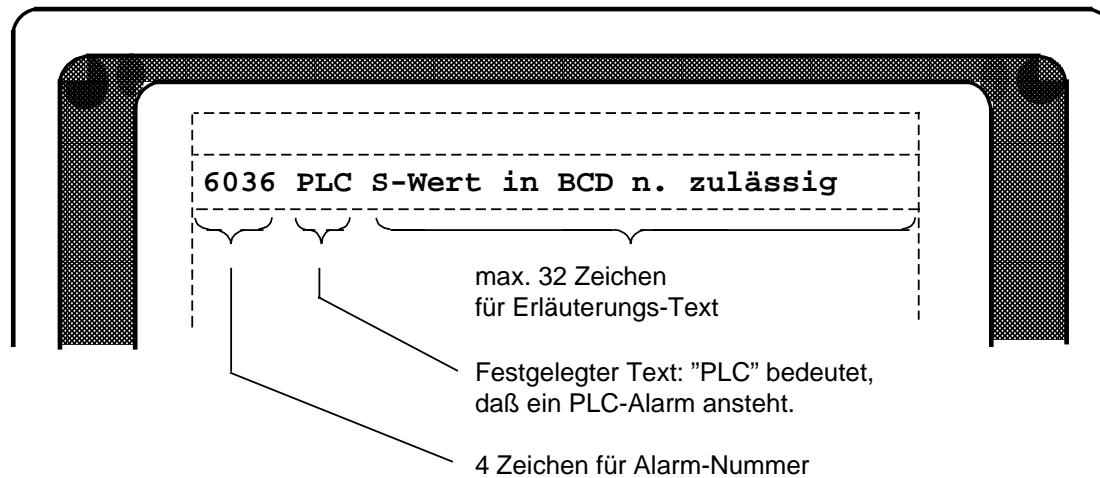 6036 PLC S-Wert in BCD n. zulässig
max. 32 Zeichen
für Erläuterungs-Text
Festgelegter Text: ”PLC” bedeutet,
daß ein PLC-Alarm ansteht.
4 Zeichen für Alarm-Nummer